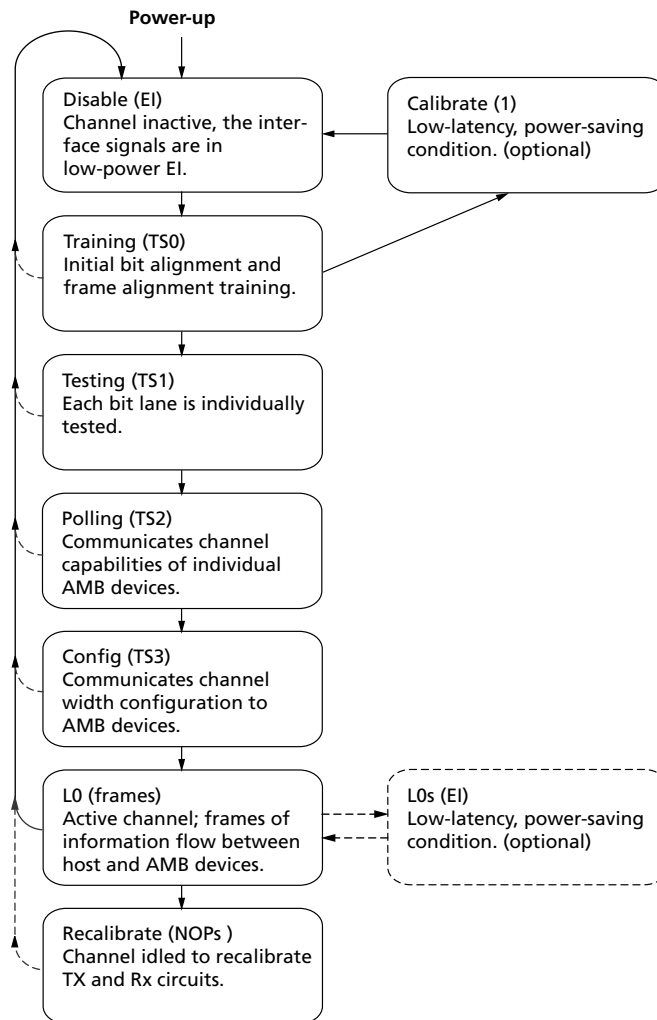 Power-up
Disable (EI)
Channel inactive, the inter-
face signals are in
low-power EI.
Calibrate (1)
Low-latency, power-saving
condition. (optional)
Training (TS0)
Initial bit alignment and
frame alignment training.
Testing (TS1)
Each bit lane is individually
tested.
Polling (TS2)
Communicates channel
capabilities of individual
AMB devices.
Config (TS3)
Communicates channel
width configuration to
AMB devices.
L0 (frames)
Active channel; frames of
information flow between
host and AMB devices.
L0s (EI)
Low-latency, power-saving
condition. (optional)
Recalibrate (NOPs )
Channel idled to recalibrate
TX and Rx circuits.